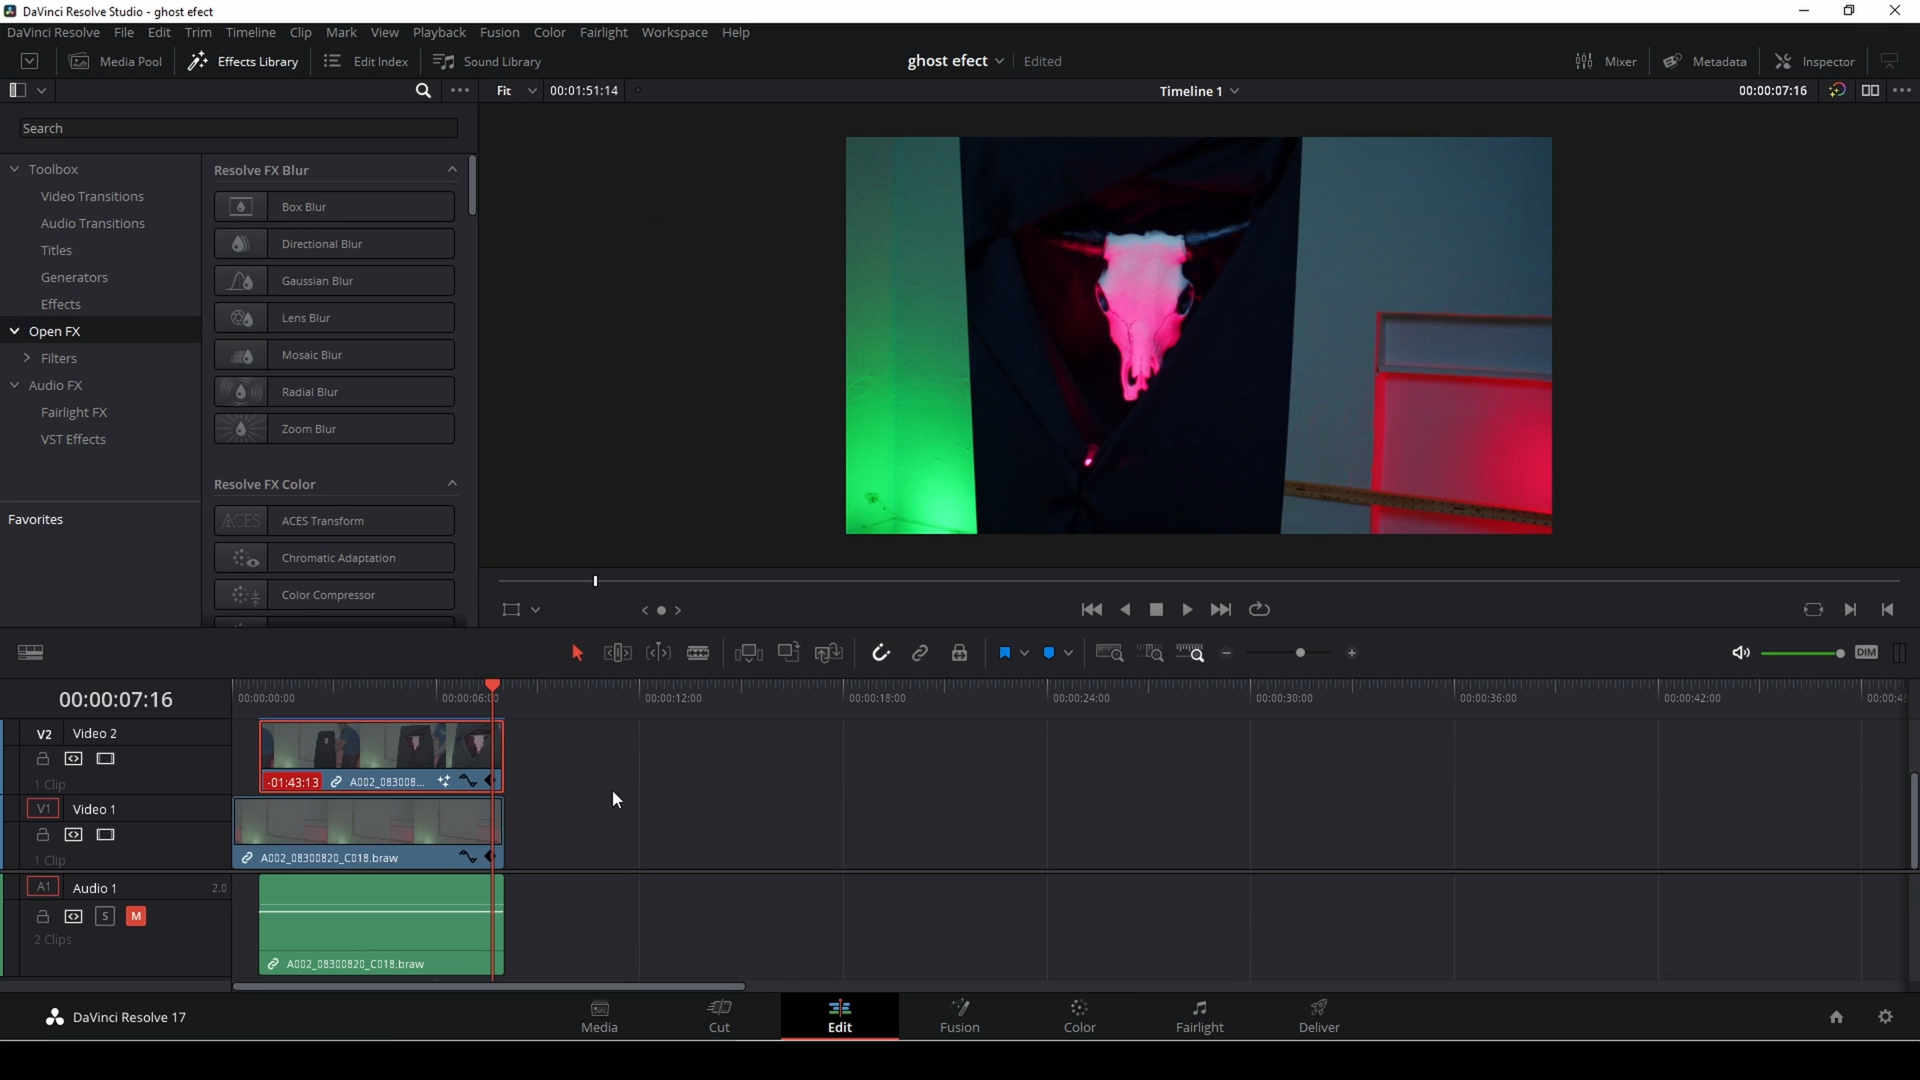 DaVinci Resolve Studio - ghost efect
DaVinci Resolve File Edit Trim Timeline Clip Mark View Playback Fusion Color Fairlight Workspace Help
Media Pool Effects Library Edit Index Sound Library ghost efect Edited Mixer Metadata Inspector
Fit 00:01:51:14 Timeline 1 00:00:07:16
Search
Toolbox
Video Transitions
Audio Transitions
Titles
Generators
Effects
Open FX
Filters
Audio FX
Fairlight FX
VST Effects
Favorites
Resolve FX Blur
Box Blur
Directional Blur
Gaussian Blur
Lens Blur
Mosaic Blur
Radial Blur
Zoom Blur
Resolve FX Color
ACES ACES Transform
Chromatic Adaptation
Color Compressor
DIM
00:00:07:16
00:00:00:00 00:00:06:00 00:00:12:00 00:00:18:00 00:00:24:00 00:00:30:00 00:00:36:00 00:00:42:00
V2 Video 2
1 Clip
-01:43:13 A002_083008...
V1 Video 1
1 Clip
A002_08300820_C018.braw
A1 Audio 1 2.0
S M
2 Clips
A002_08300820_C018.braw
DaVinci Resolve 17
Media Cut Edit Fusion Color Fairlight Deliver